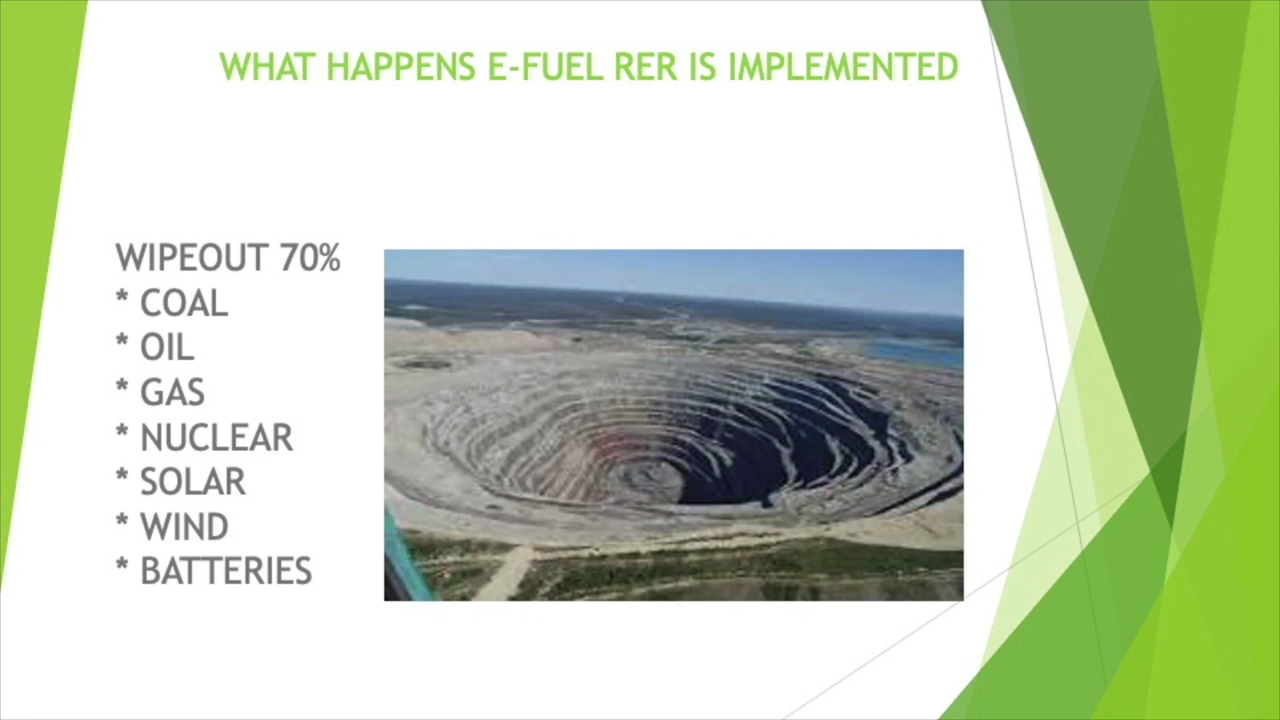 WHAT HAPPENS E-FUEL RER IS IMPLEMENTED
WIPEOUT 70%
* COAL
* OIL
* GAS
* NUCLEAR
* SOLAR
* WIND
* BATTERIES